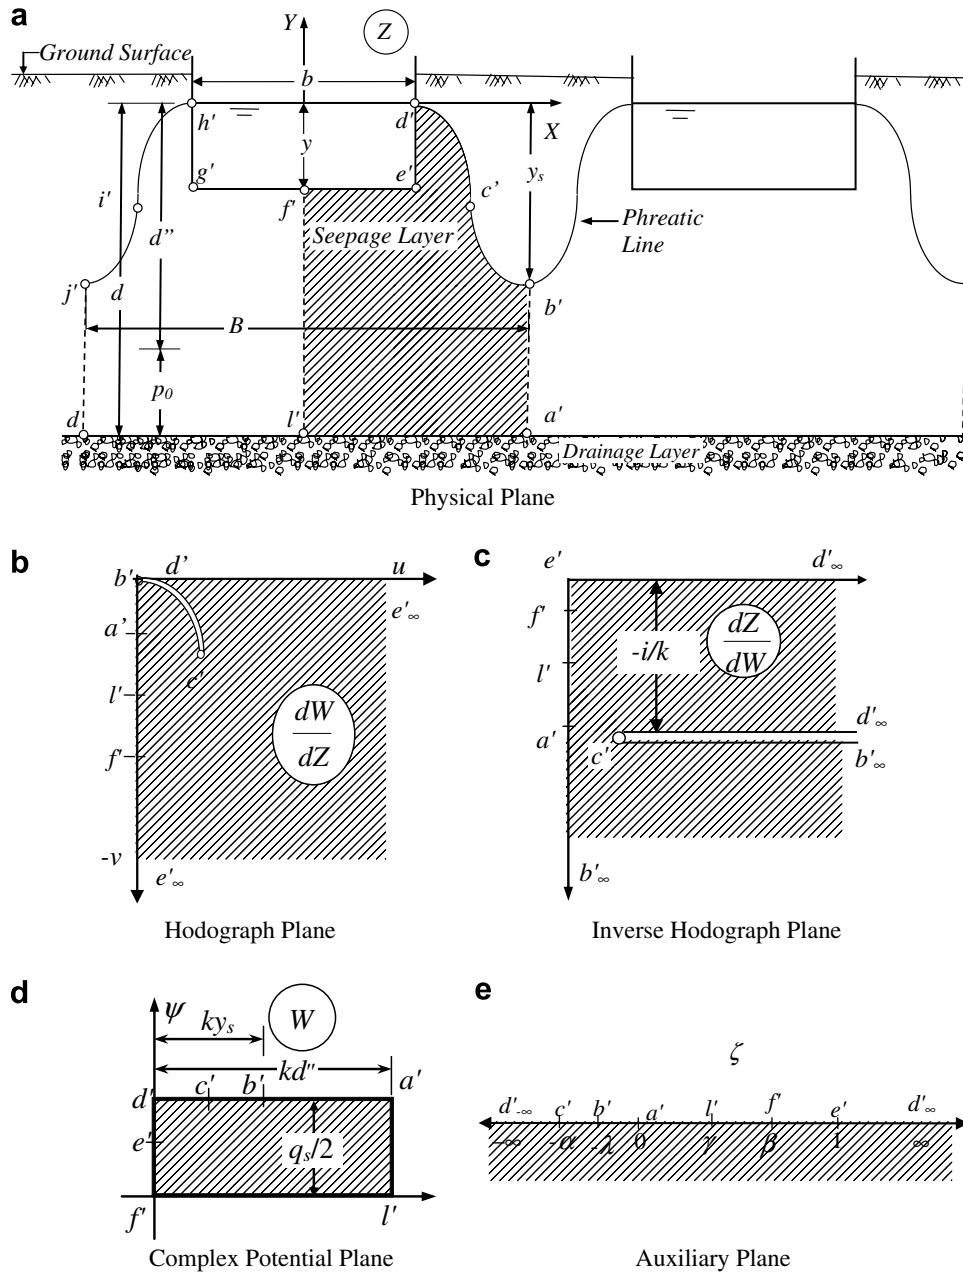 a
Y
Z
Ground Surface
b
X
h'
d'
y
y_s
g'
e'
f'
c'
i'
d''
Seepage Layer
Phreatic
Line
d
j'
b'
B
p_0
d'
l'
a'
Drainage Layer
Physical Plane
b
b'
d'
u
e'_∞
a'
c'
l'
dW
dZ
f'
-v
e'_∞
Hodograph Plane
c
e'
d'_∞
f'
dZ
dW
-i/k
l'
a'
c'
d'_∞
b'_∞
b'_∞
Inverse Hodograph Plane
d
ψ
W
ky_s
kd''
a'
d'
c'
b'
e'
q_s/2
f'
l'
Complex Potential Plane
e
ζ
d'_-∞ c' b' a' l' f' e' d'_∞
-∞ -α -λ 0 γ β 1 ∞
Auxiliary Plane